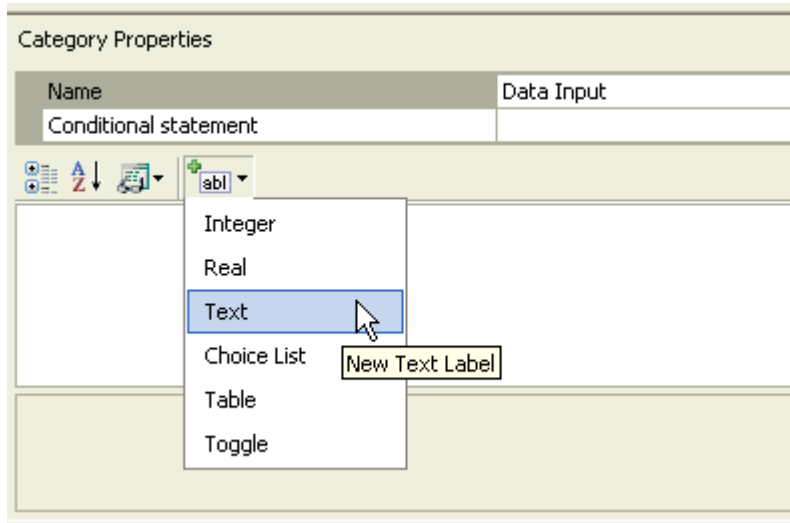 Category Properties
Name Data Input
Conditional statement
A Z abl
Integer
Real
Text
Choice List
New Text Label
Table
Toggle